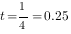 t = 1/4 = 0.25